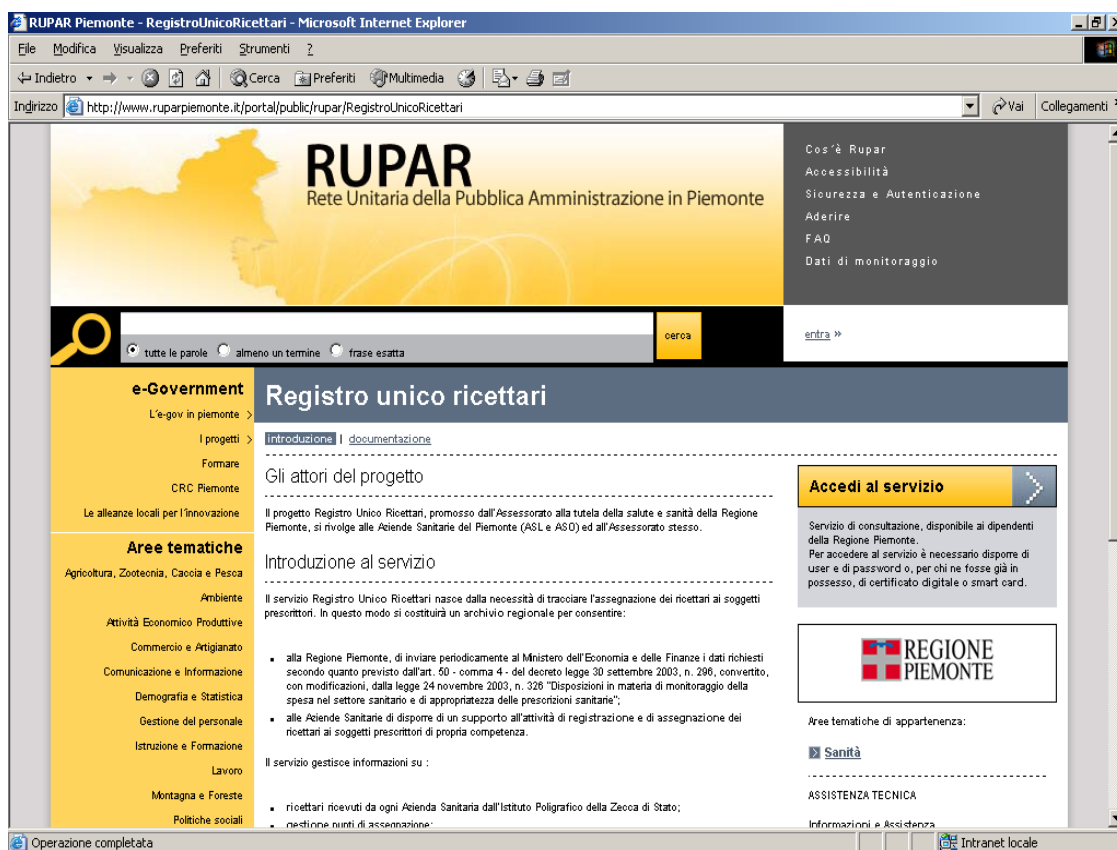 RUPAR Piemonte - RegistroUnicoRicettari - Microsoft Internet Explorer
File Modifica Visualizza Preferiti Strumenti ?
Indietro Cerca Preferiti Multimedia
Indirizzo http://www.ruparpiemonte.it/portal/public/rupar/RegistroUnicoRicettari Vai Collegamenti
RUPAR
Rete Unitaria della Pubblica Amministrazione in Piemonte
Cos'è Rupar
Accessibilità
Sicurezza e Autenticazione
Aderire
FAQ
Dati di monitoraggio
cerca
tutte le parole almeno un termine frase esatta
entra »
e-Government
L'e-gov in piemonte >
I progetti >
Formare
CRC Piemonte
Le alleanze locali per l'innovazione
Aree tematiche
Agricoltura, Zootecnia, Caccia e Pesca
Ambiente
Attività Economico Produttive
Commercio e Artigianato
Comunicazione e Informazione
Demografia e Statistica
Gestione del personale
Istruzione e Formazione
Lavoro
Montagna e Foreste
Politiche sociali
Registro unico ricettari
introduzione | documentazione
Gli attori del progetto
Il progetto Registro Unico Ricettari, promosso dall'Assessorato alla tutela della salute e sanità della Regione
Piemonte, si rivolge alle Aziende Sanitarie del Piemonte (ASL e ASO) ed all'Assessorato stesso.
Introduzione al servizio
Il servizio Registro Unico Ricettari nasce dalla necessità di tracciare l'assegnazione dei ricettari ai soggetti
prescrittori. In questo modo si costituirà un archivio regionale per consentire:
alla Regione Piemonte, di inviare periodicamente al Ministero dell'Economia e delle Finanze i dati richiesti
secondo quanto previsto dall'art. 50 - comma 4 - del decreto legge 30 settembre 2003, n. 296, convertito,
con modificazioni, dalla legge 24 novembre 2003, n. 326 "Disposizioni in materia di monitoraggio della
spesa nel settore sanitario e di appropriatezza delle prescrizioni sanitarie";
alle Aziende Sanitarie di disporre di un supporto all'attività di registrazione e di assegnazione dei
ricettari ai soggetti prescrittori di propria competenza.
Il servizio gestisce informazioni su :
ricettari ricevuti da ogni Azienda Sanitaria dall'Istituto Poligrafico della Zecca di Stato;
gestione punti di assegnazione;
Accedi al servizio
Servizio di consultazione, disponibile ai dipendenti
della Regione Piemonte.
Per accedere al servizio è necessario disporre di
user e di password o, per chi ne fosse già in
possesso, di certificato digitale o smart card.
REGIONE
PIEMONTE
Aree tematiche di appartenenza:
Sanità
ASSISTENZA TECNICA
Informazioni e Assistenza
Operazione completata Intranet locale